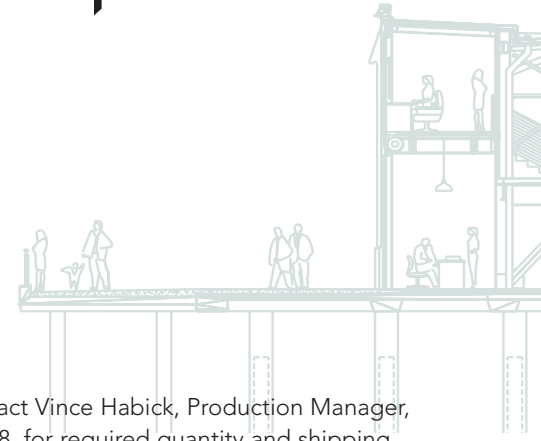 act Vince Habick, Production Manager,
8, for required quantity and shipping